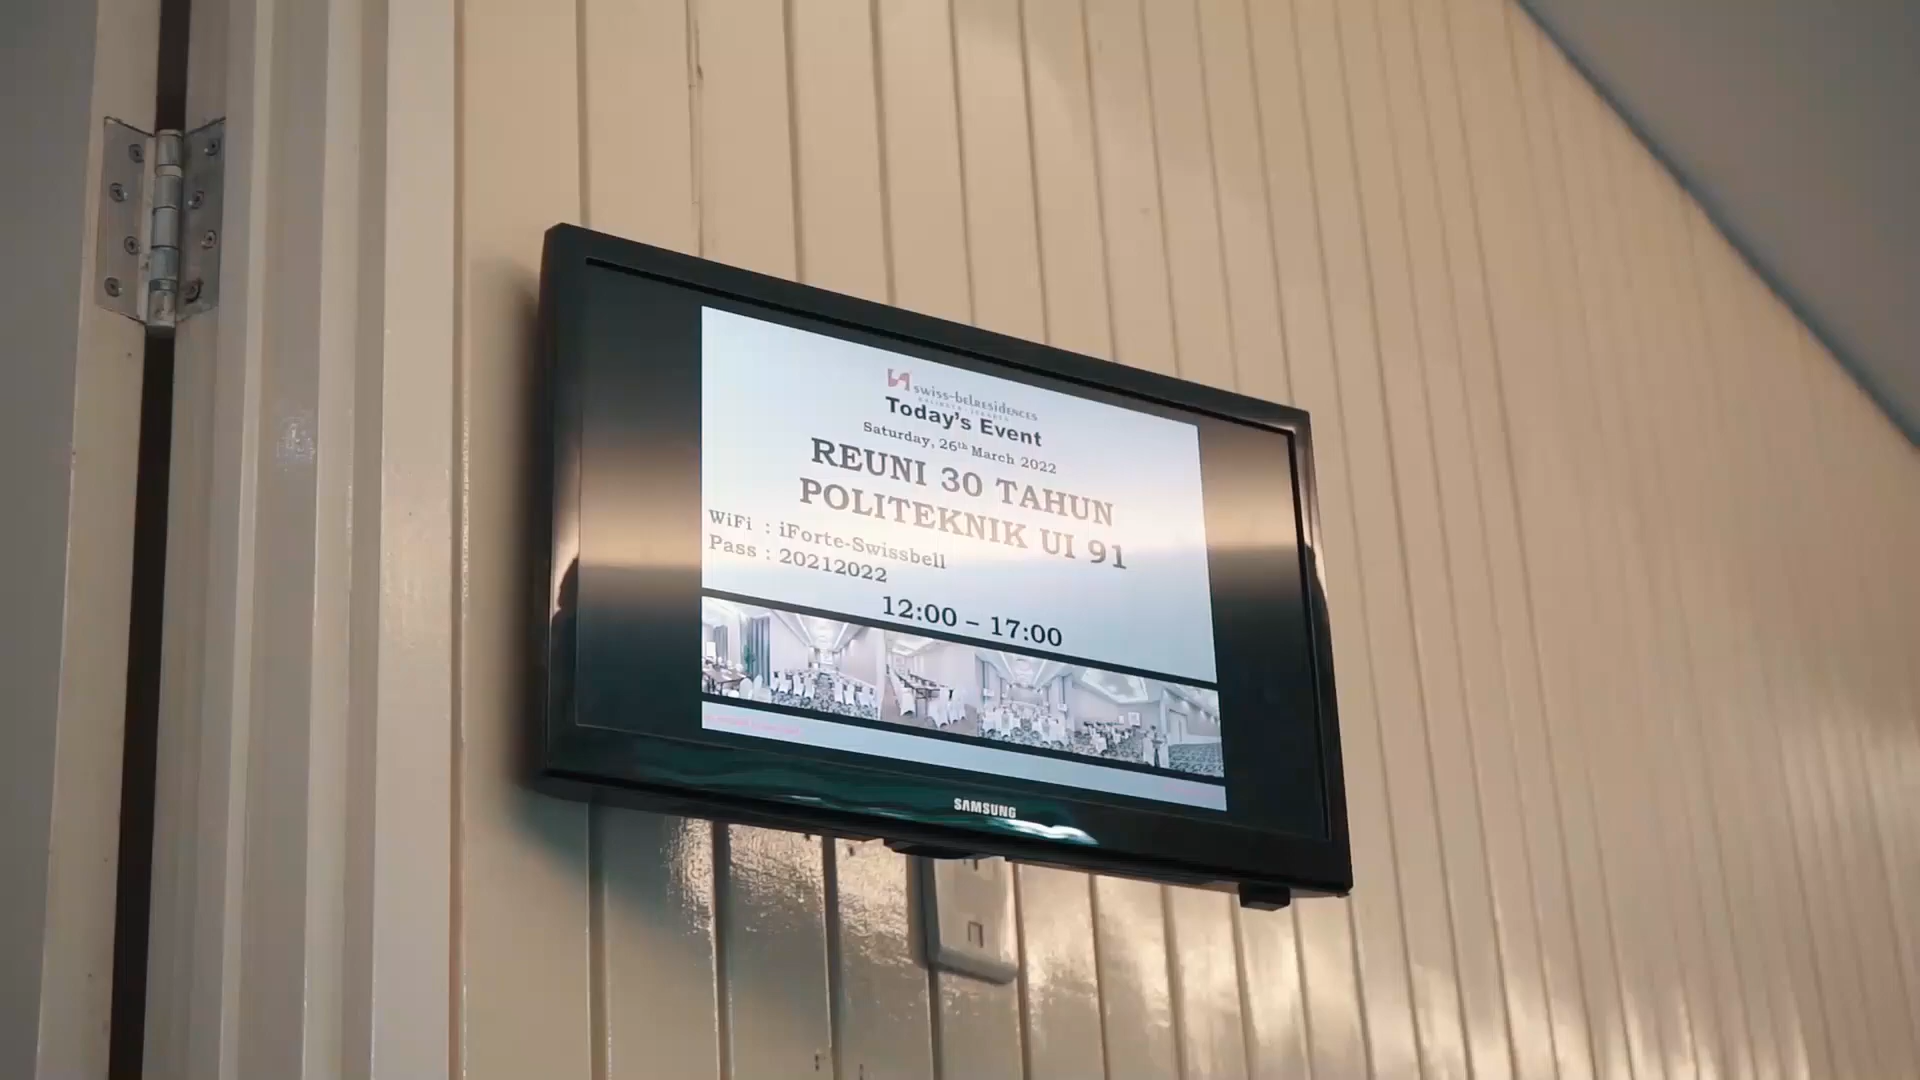 swiss-belresidences
Today's Event
Saturday, 26th March 2022
REUNI 30 TAHUN
POLITEKNIK UI 91
WiFi : iForte-Swissbell
Pass : 20212022
12:00 – 17:00
SAMSUNG